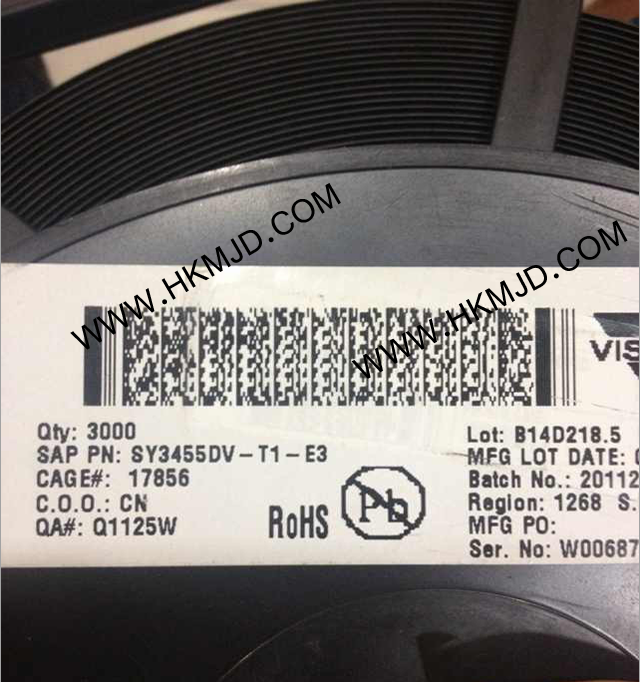 WWW.HKMJD.COM
WWW.HKMJD.COM
Qty: 3000
SAP PN: SY3455DV-T1-E3
CAGE#: 17856
C.O.O.: CN
QA#: Q1125W
RoHS
Pb
VIS
Lot: B14D218.5
MFG LOT DATE:
Batch No.: 20112
Region: 1268 S.
MFG PO:
Ser. No: W00687